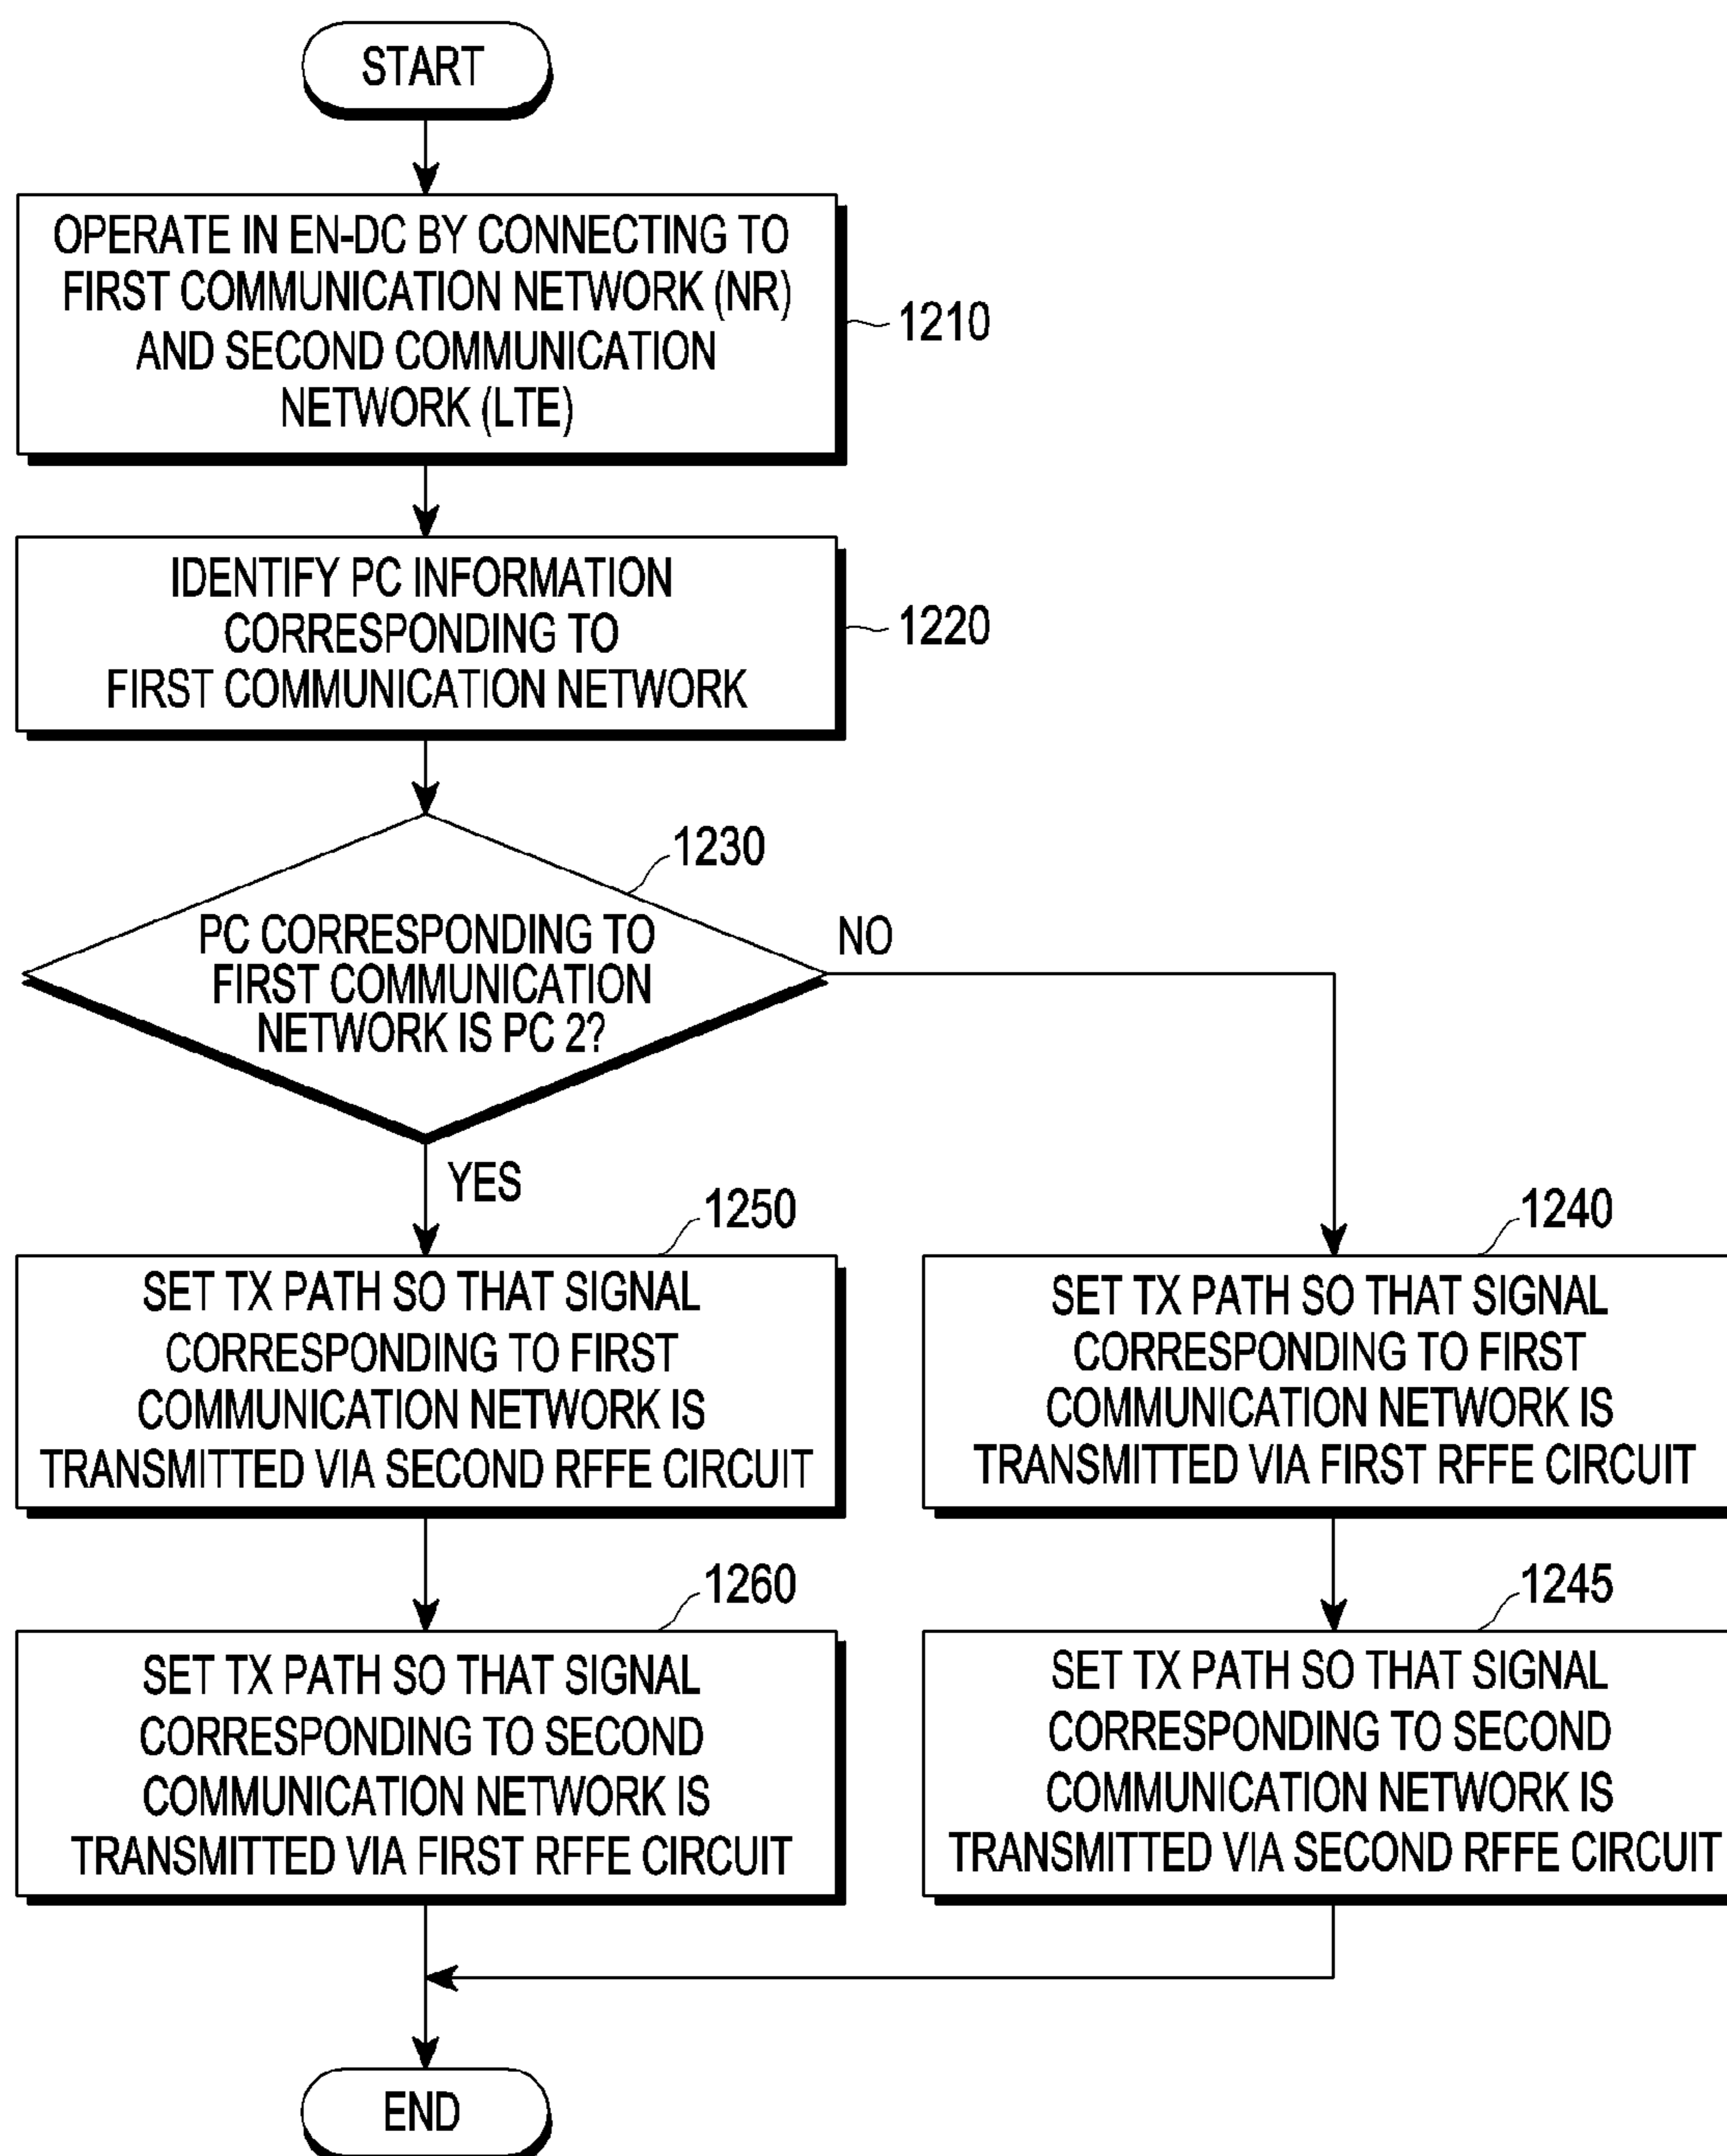 START
OPERATE IN EN-DC BY CONNECTING TO
FIRST COMMUNICATION NETWORK (NR)
AND SECOND COMMUNICATION
NETWORK (LTE)
1210
IDENTIFY PC INFORMATION
CORRESPONDING TO
FIRST COMMUNICATION NETWORK
1220
1230
PC CORRESPONDING TO
FIRST COMMUNICATION
NETWORK IS PC 2?
NO
YES
1250
SET TX PATH SO THAT SIGNAL
CORRESPONDING TO FIRST
COMMUNICATION NETWORK IS
TRANSMITTED VIA SECOND RFFE CIRCUIT
1240
SET TX PATH SO THAT SIGNAL
CORRESPONDING TO FIRST
COMMUNICATION NETWORK IS
TRANSMITTED VIA FIRST RFFE CIRCUIT
1260
SET TX PATH SO THAT SIGNAL
CORRESPONDING TO SECOND
COMMUNICATION NETWORK IS
TRANSMITTED VIA FIRST RFFE CIRCUIT
1245
SET TX PATH SO THAT SIGNAL
CORRESPONDING TO SECOND
COMMUNICATION NETWORK IS
TRANSMITTED VIA SECOND RFFE CIRCUIT
END